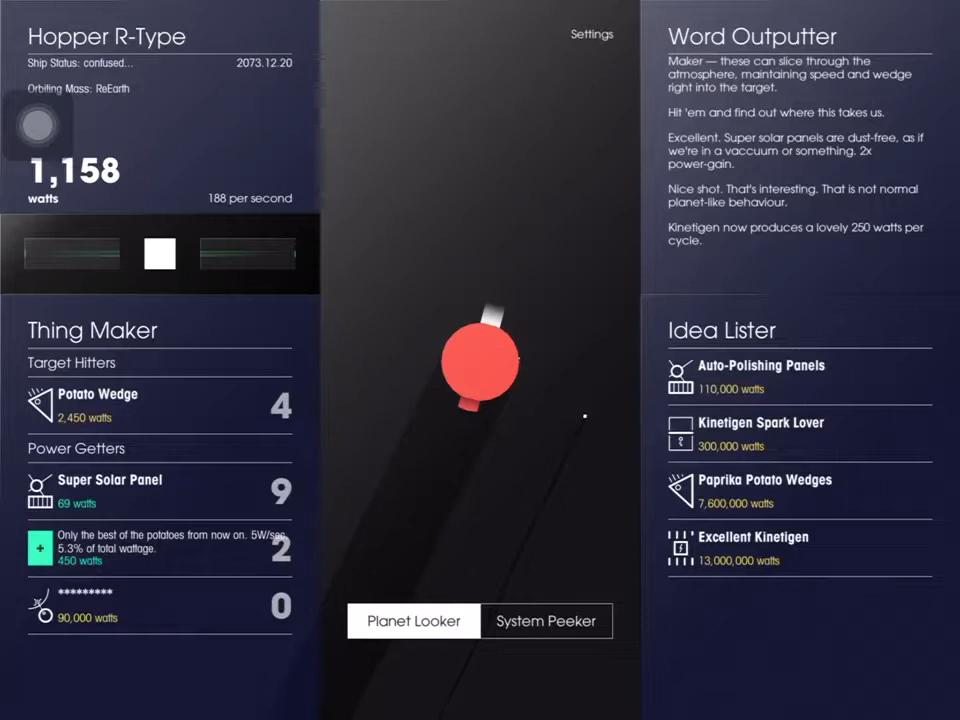 Hopper R-Type
Ship Status: confused...
2073.12.20
Orbiting Mass: ReEarth
1,158
watts
188 per second
Thing Maker
Target Hitters
Potato Wedge
2,450 watts
4
Power Getters
Super Solar Panel
69 watts
9
Only the best of the potatoes from now on. 5W/sec.
5.3% of total wattage.
450 watts
2
*********
90,000 watts
0
Settings
Planet Looker
System Peeker
Word Outputter
Maker — these can slice through the
atmosphere, maintaining speed and wedge
right into the target.
Hit 'em and find out where this takes us.
Excellent. Super solar panels are dust-free, as if
we're in a vaccuum or something. 2x
power-gain.
Nice shot. That's interesting. That is not normal
planet-like behaviour.
Kinetigen now produces a lovely 250 watts per
cycle.
Idea Lister
Auto-Polishing Panels
110,000 watts
Kinetigen Spark Lover
300,000 watts
Paprika Potato Wedges
7,600,000 watts
Excellent Kinetigen
13,000,000 watts